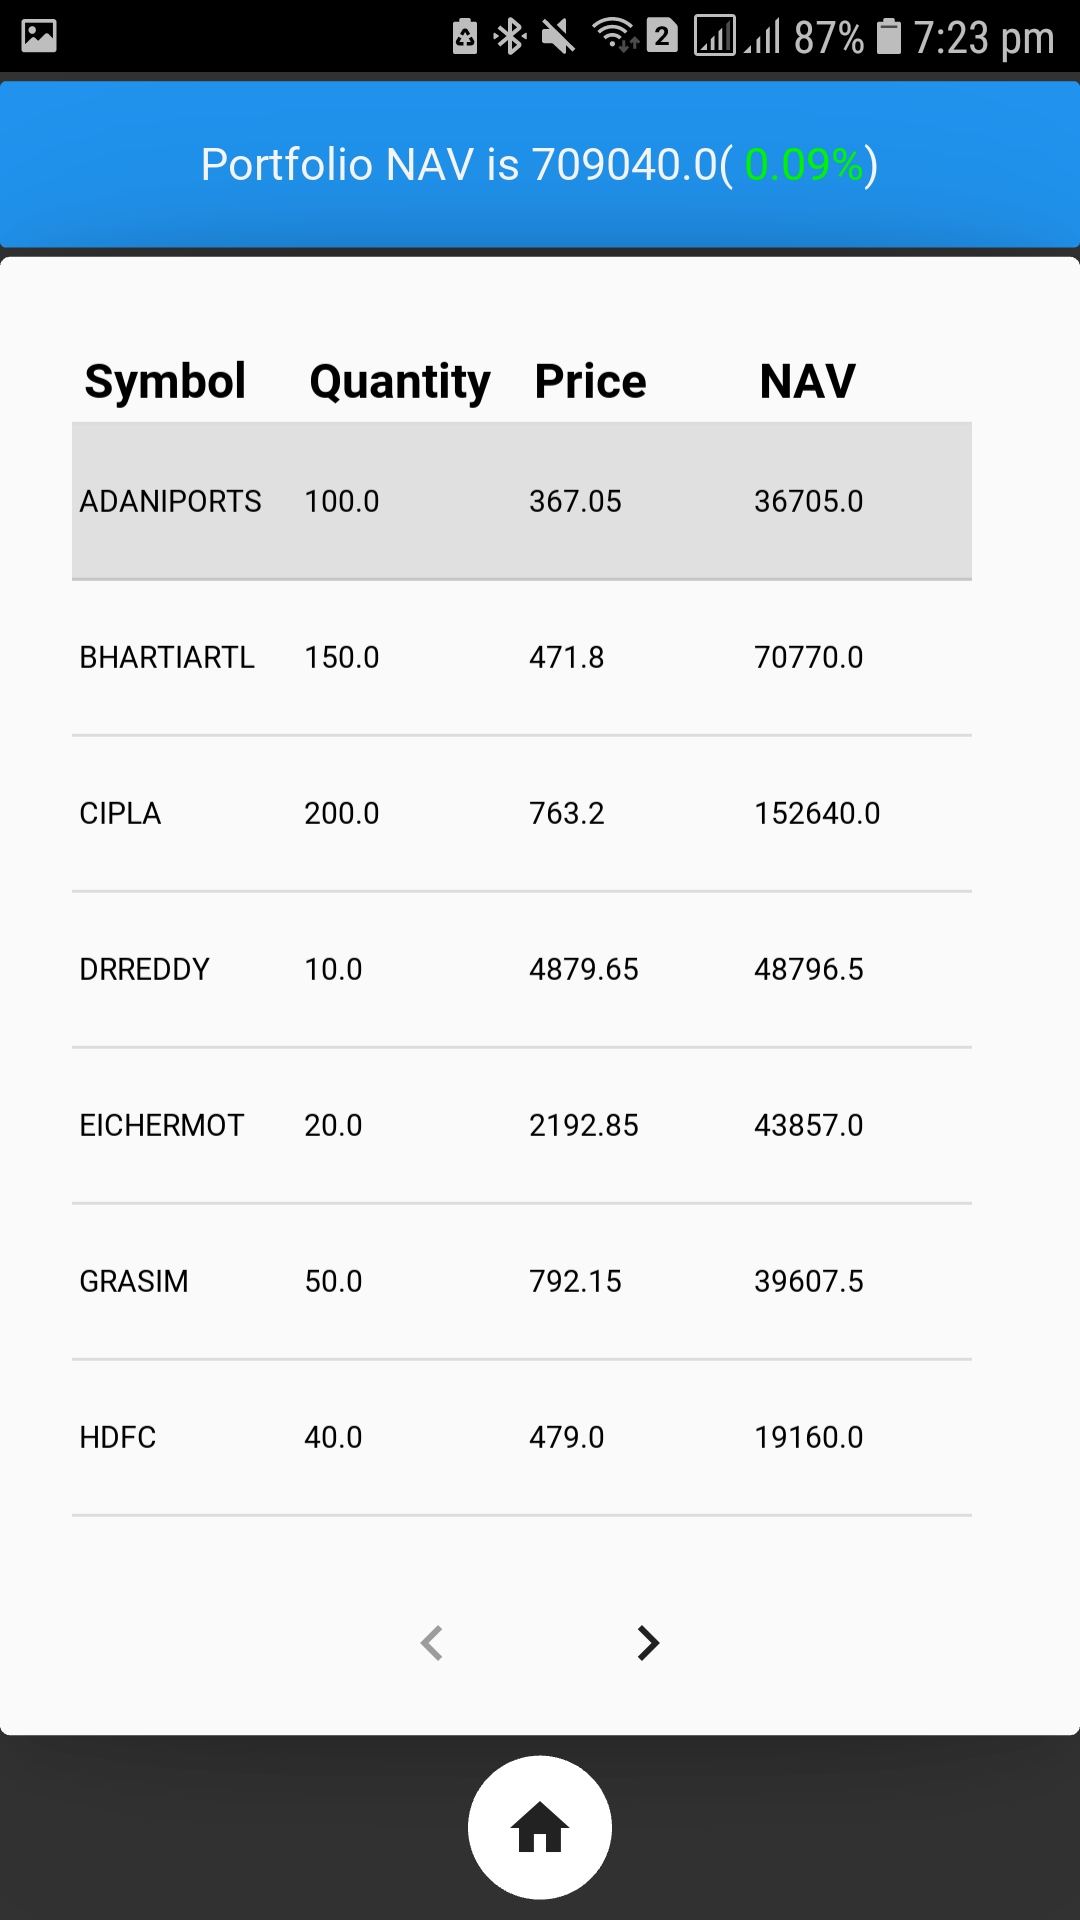 2 87% 7:23 pm
Portfolio NAV is 709040.0( 0.09%)
Symbol Quantity Price NAV
ADANIPORTS 100.0 367.05 36705.0
BHARTIARTL 150.0 471.8 70770.0
CIPLA 200.0 763.2 152640.0
DRREDDY 10.0 4879.65 48796.5
EICHERMOT 20.0 2192.85 43857.0
GRASIM 50.0 792.15 39607.5
HDFC 40.0 479.0 19160.0